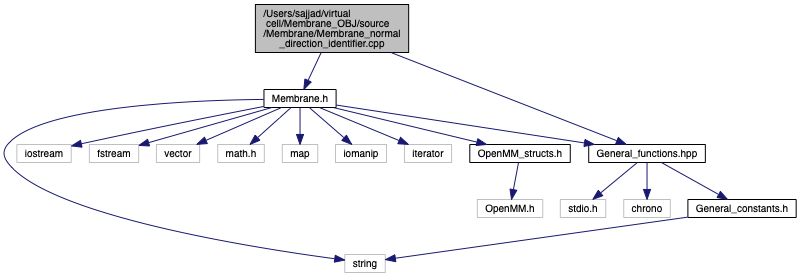 /Users/sajjad/virtual
cell/Membrane_OBJ/source
/Membrane/Membrane_normal
_direction_identifier.cpp
Membrane.h
iostream
fstream
vector
math.h
map
iomanip
iterator
OpenMM_structs.h
General_functions.hpp
OpenMM.h
stdio.h
chrono
General_constants.h
string